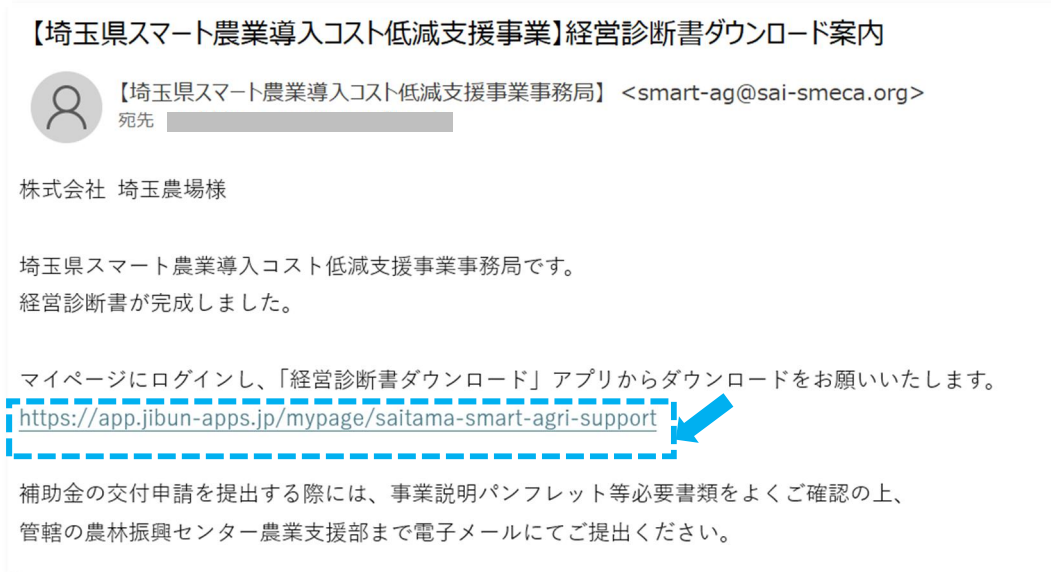 【埼玉県スマート農業導入コスト低減支援事業】経営診断書ダウンロード案内
【埼玉県スマート農業導入コスト低減支援事業事務局】 <smart-ag@sai-smeca.org>
宛先
株式会社 埼玉農場様
埼玉県スマート農業導入コスト低減支援事業事務局です。
経営診断書が完成しました。
マイページにログインし、「経営診断書ダウンロード」アプリからダウンロードをお願いいたします。
https://app.jibun-apps.jp/mypage/saitama-smart-agri-support
補助金の交付申請を提出する際には、事業説明パンフレット等必要書類をよくご確認の上、
管轄の農林振興センター農業支援部まで電子メールにてご提出ください。